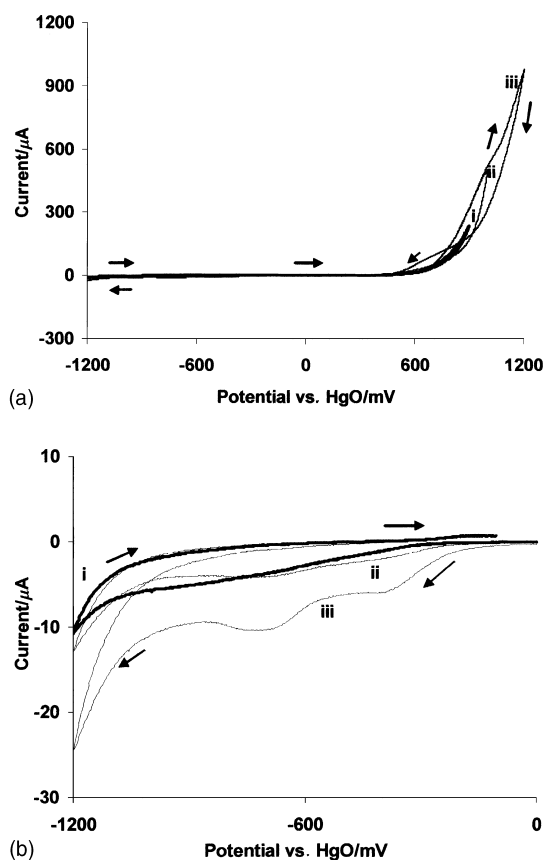 1200
900
600
300
0
-300
Current/μA
iii
ii
i
-1200 -600 0 600 1200
Potential vs. HgO/mV
(a)
10
0
-10
-20
-30
Current/μA
i
ii
iii
-1200 -600 0
Potential vs. HgO/mV
(b)